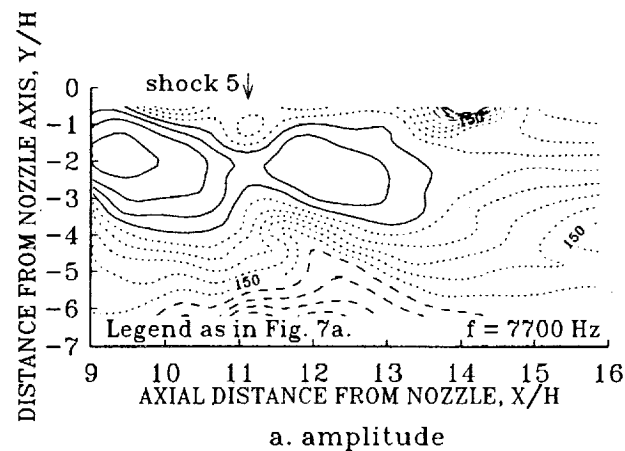 DISTANCE FROM NOZZLE AXIS, Y/H
shock 5
0
-1
-2
-3
-4
-5
-6
-7
150
150
150
Legend as in Fig. 7a.
f = 7700 Hz
9 10 11 12 13 14 15 16
AXIAL DISTANCE FROM NOZZLE, X/H
a. amplitude